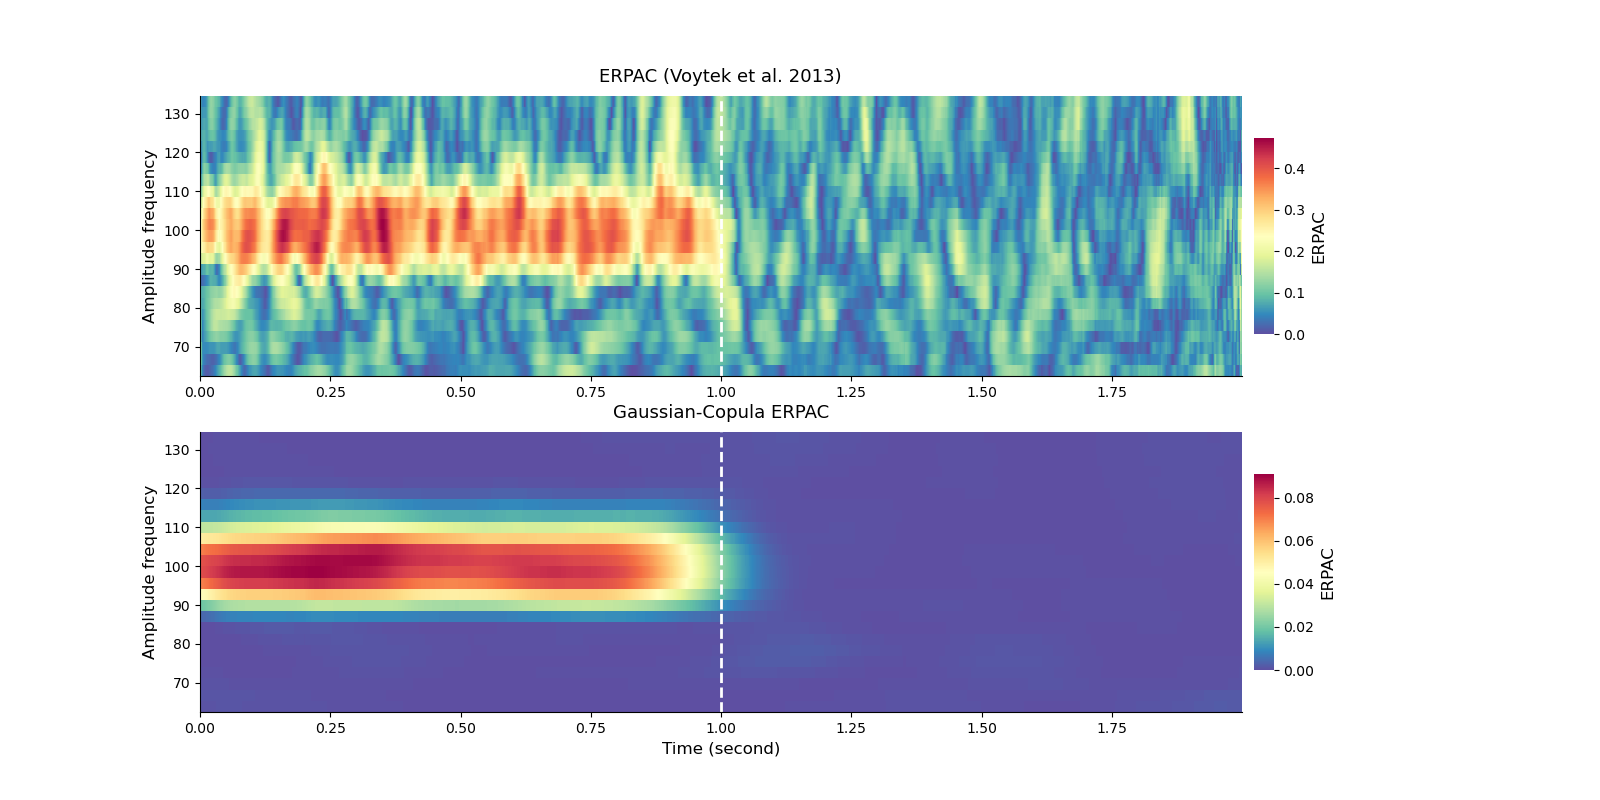 ERPAC (Voytek et al. 2013)
Amplitude frequency
130
120
110
100
90
80
70
0.00 0.25 0.50 0.75 1.00 1.25 1.50 1.75
0.4
0.3
0.2
0.1
0.0
ERPAC
Gaussian-Copula ERPAC
Amplitude frequency
130
120
110
100
90
80
70
0.00 0.25 0.50 0.75 1.00 1.25 1.50 1.75
Time (second)
0.08
0.06
0.04
0.02
0.00
ERPAC